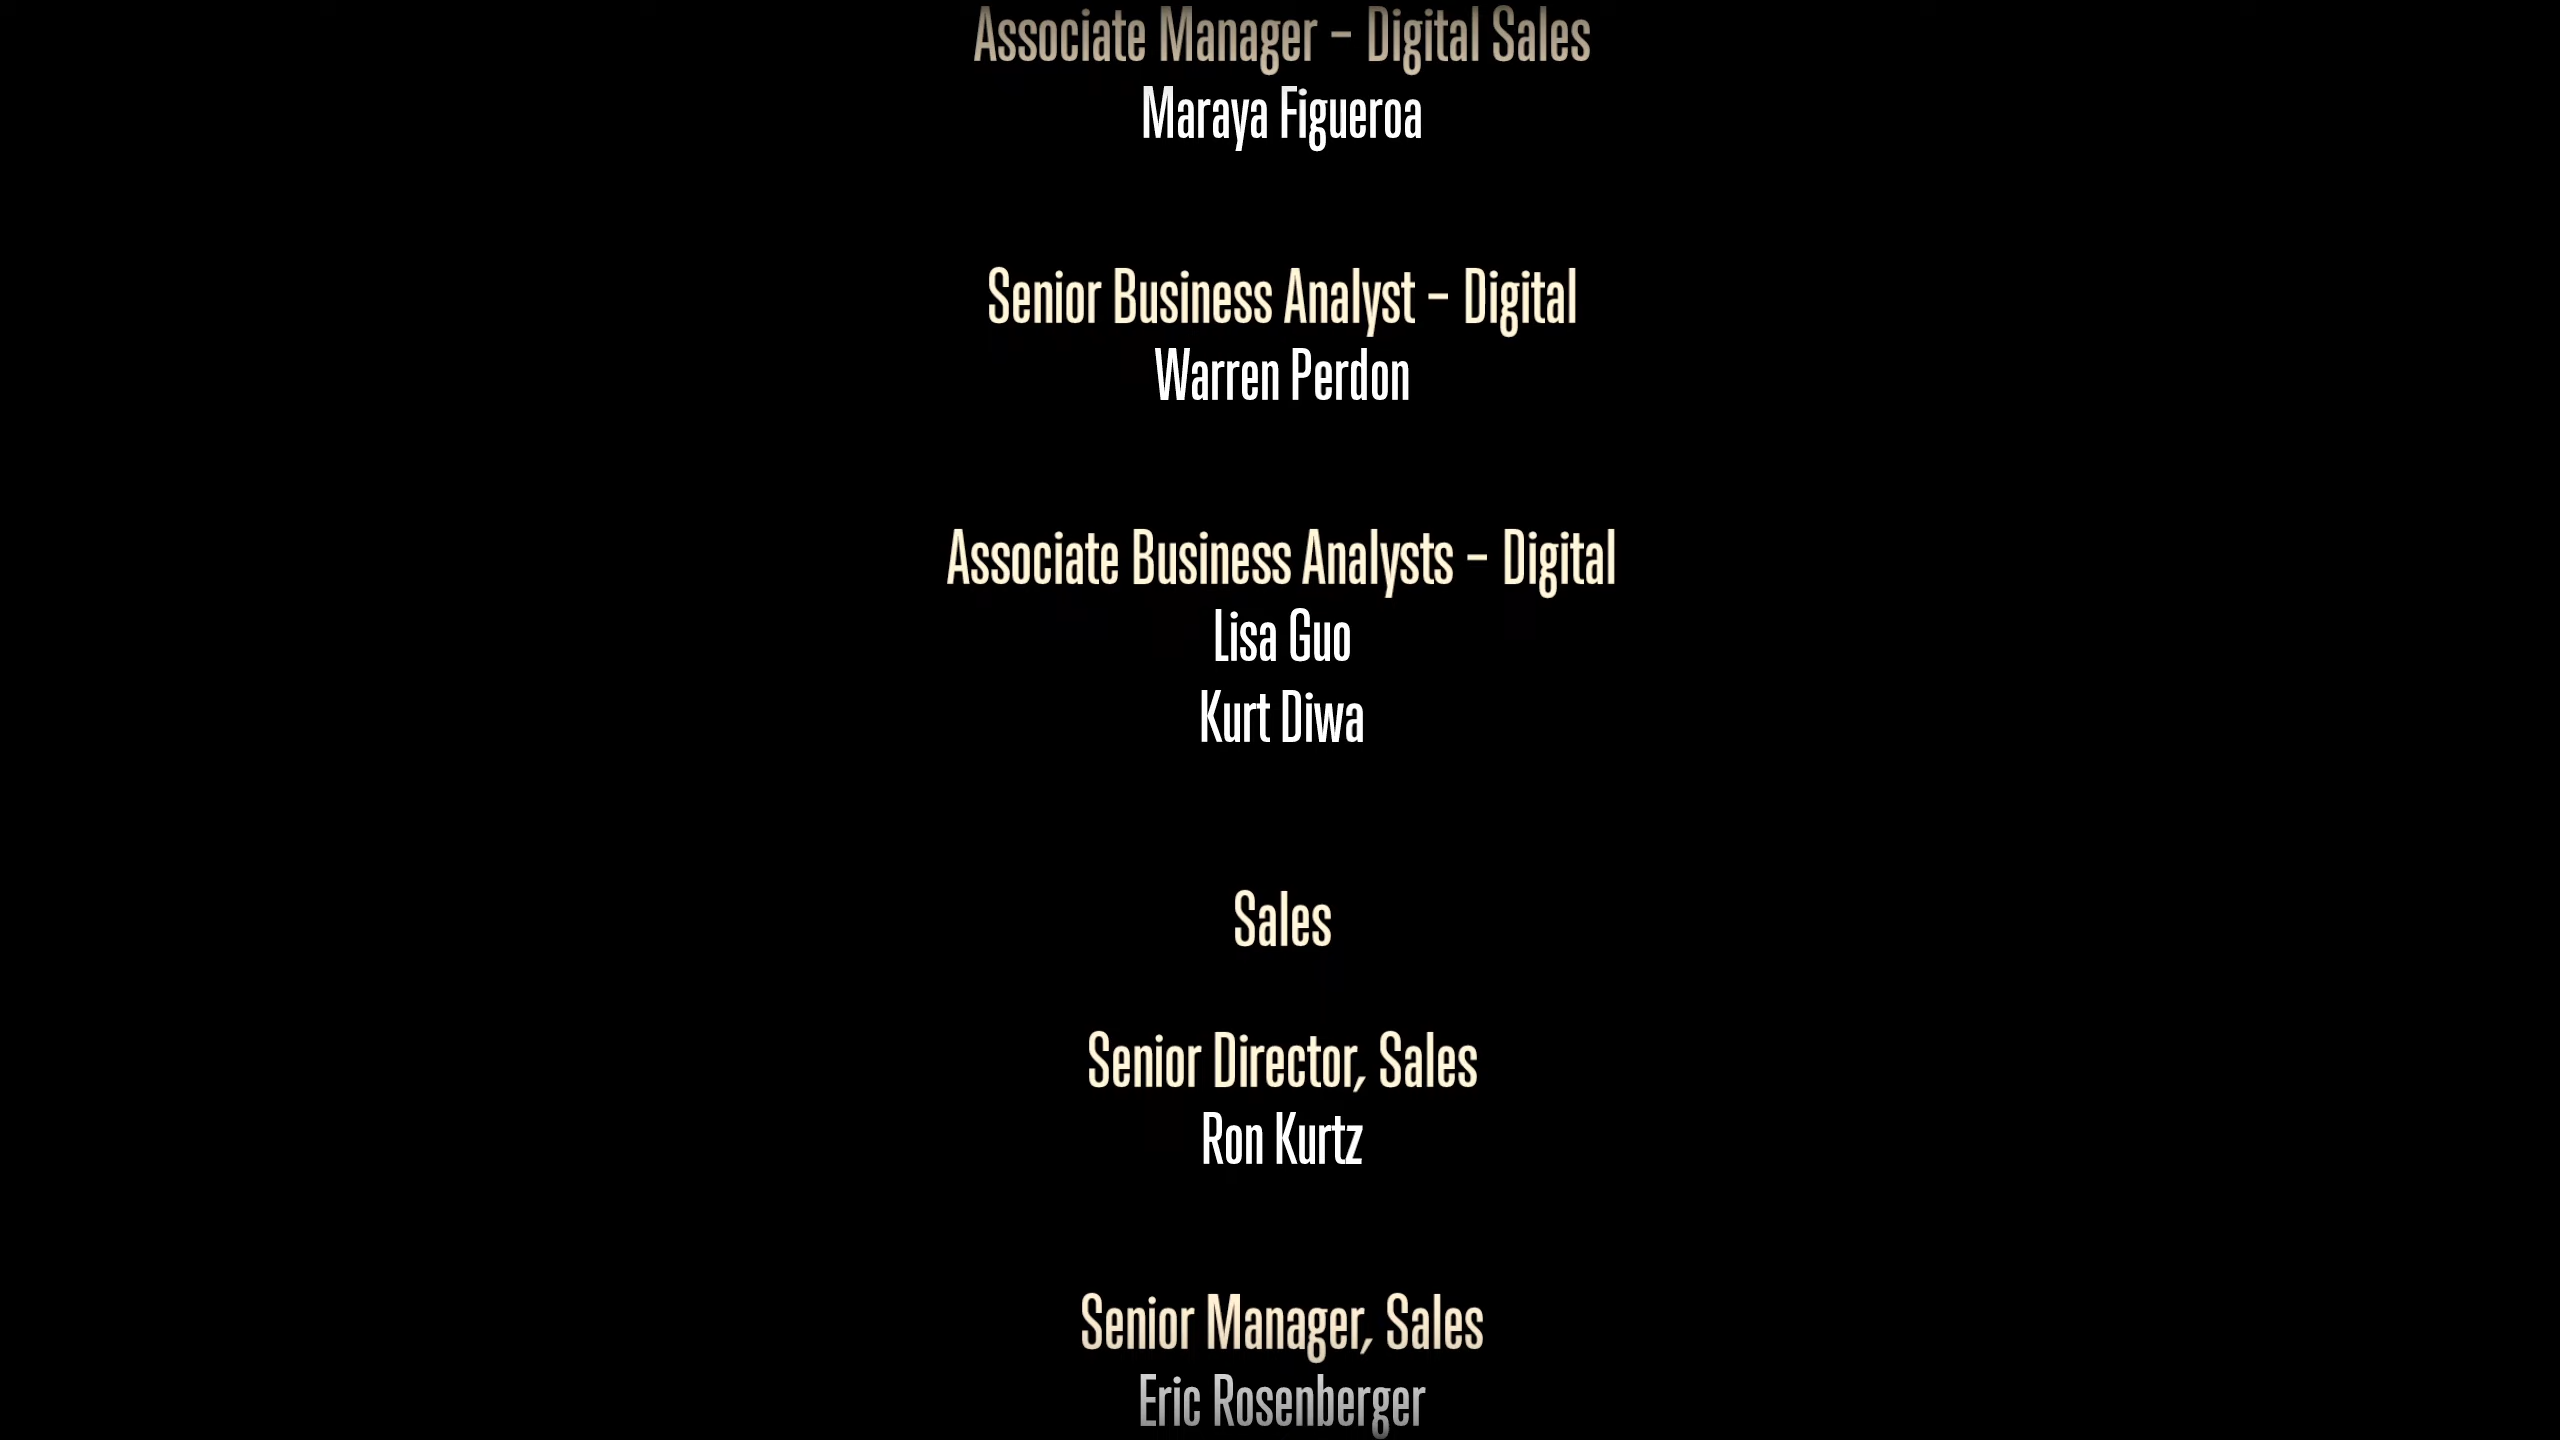 Associate Manager – Digital Sales
Maraya Figueroa
Senior Business Analyst – Digital
Warren Perdon
Associate Business Analysts – Digital
Lisa Guo
Kurt Diwa
Sales
Senior Director, Sales
Ron Kurtz
Senior Manager, Sales
Eric Rosenberger